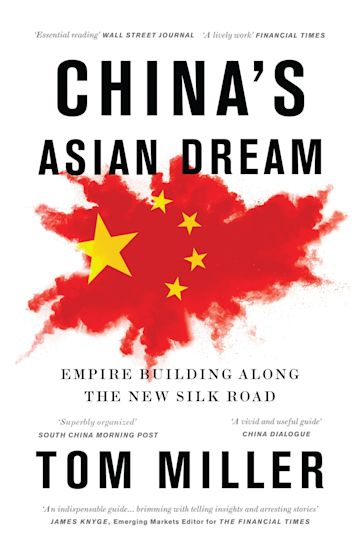 'Essential reading' WALL STREET JOURNAL 'A lively work' FINANCIAL TIMES
CHINA'S
ASIAN DREAM
EMPIRE BUILDING ALONG
THE NEW SILK ROAD
'Superbly organized'
SOUTH CHINA MORNING POST
'A vivid and useful guide'
CHINA DIALOGUE
TOM MILLER
'An indispensable guide... brimming with telling insights and arresting stories'
JAMES KNYGE, Emerging Markets Editor for THE FINANCIAL TIMES